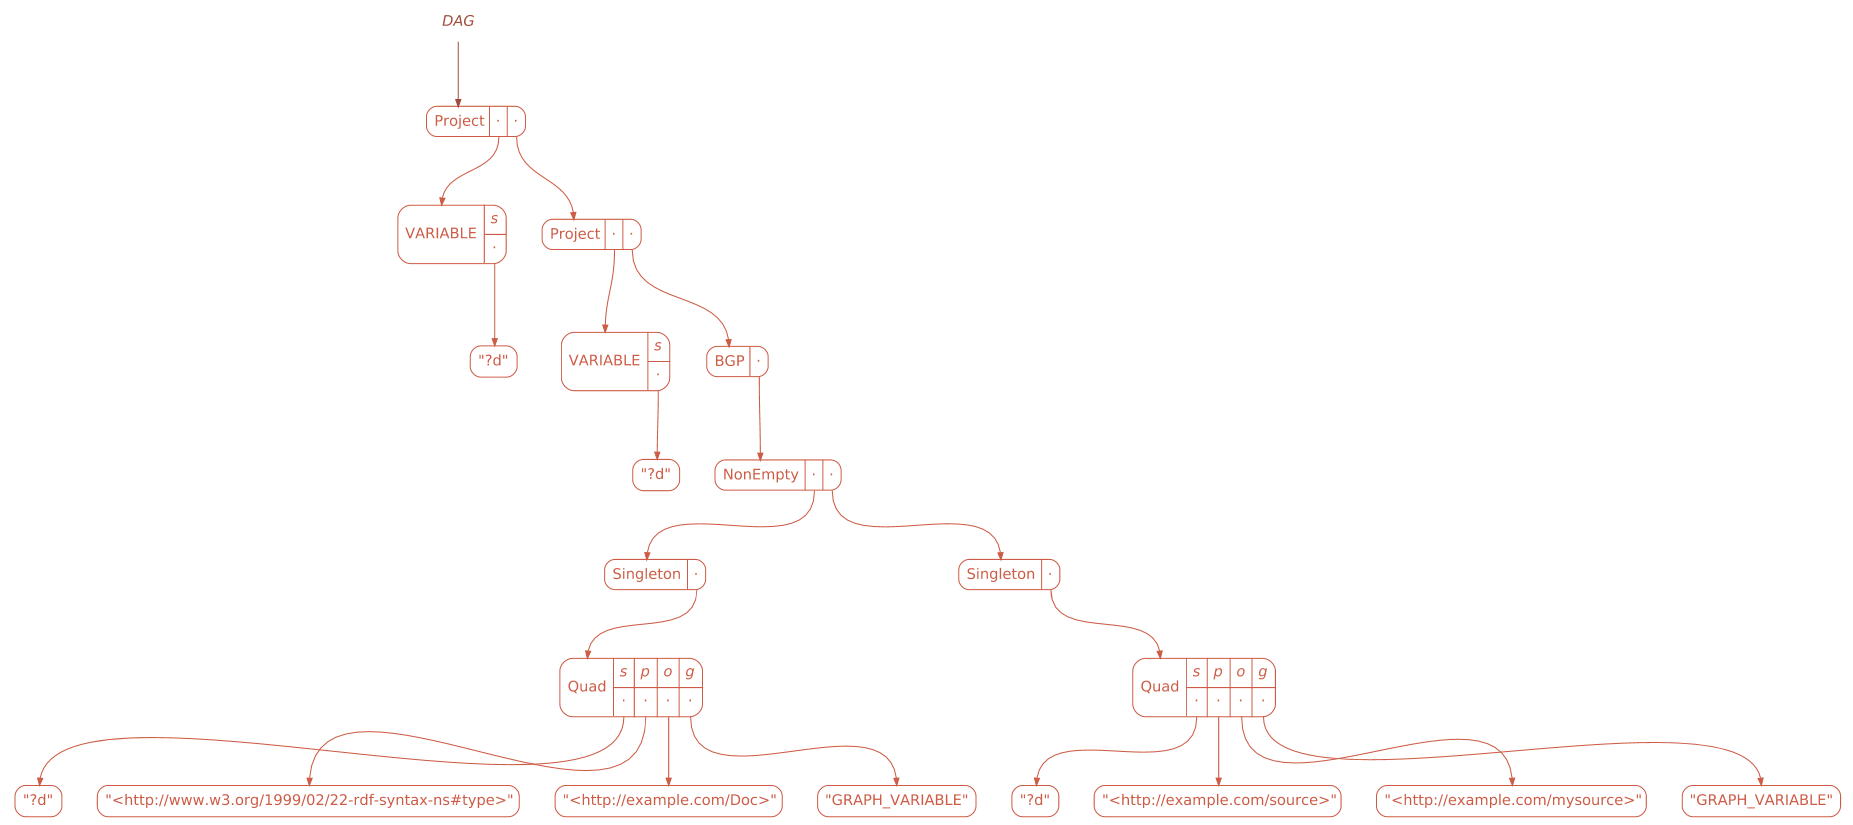 DAG
Project · ·
VARIABLE s ·
Project · ·
"?d"
VARIABLE s ·
BGP ·
"?d"
NonEmpty · ·
Singleton ·
Singleton ·
Quad s p o g · · · ·
Quad s p o g · · · ·
"?d"
"<http://www.w3.org/1999/02/22-rdf-syntax-ns#type>"
"<http://example.com/Doc>"
"GRAPH_VARIABLE"
"?d"
"<http://example.com/source>"
"<http://example.com/mysource>"
"GRAPH_VARIABLE"